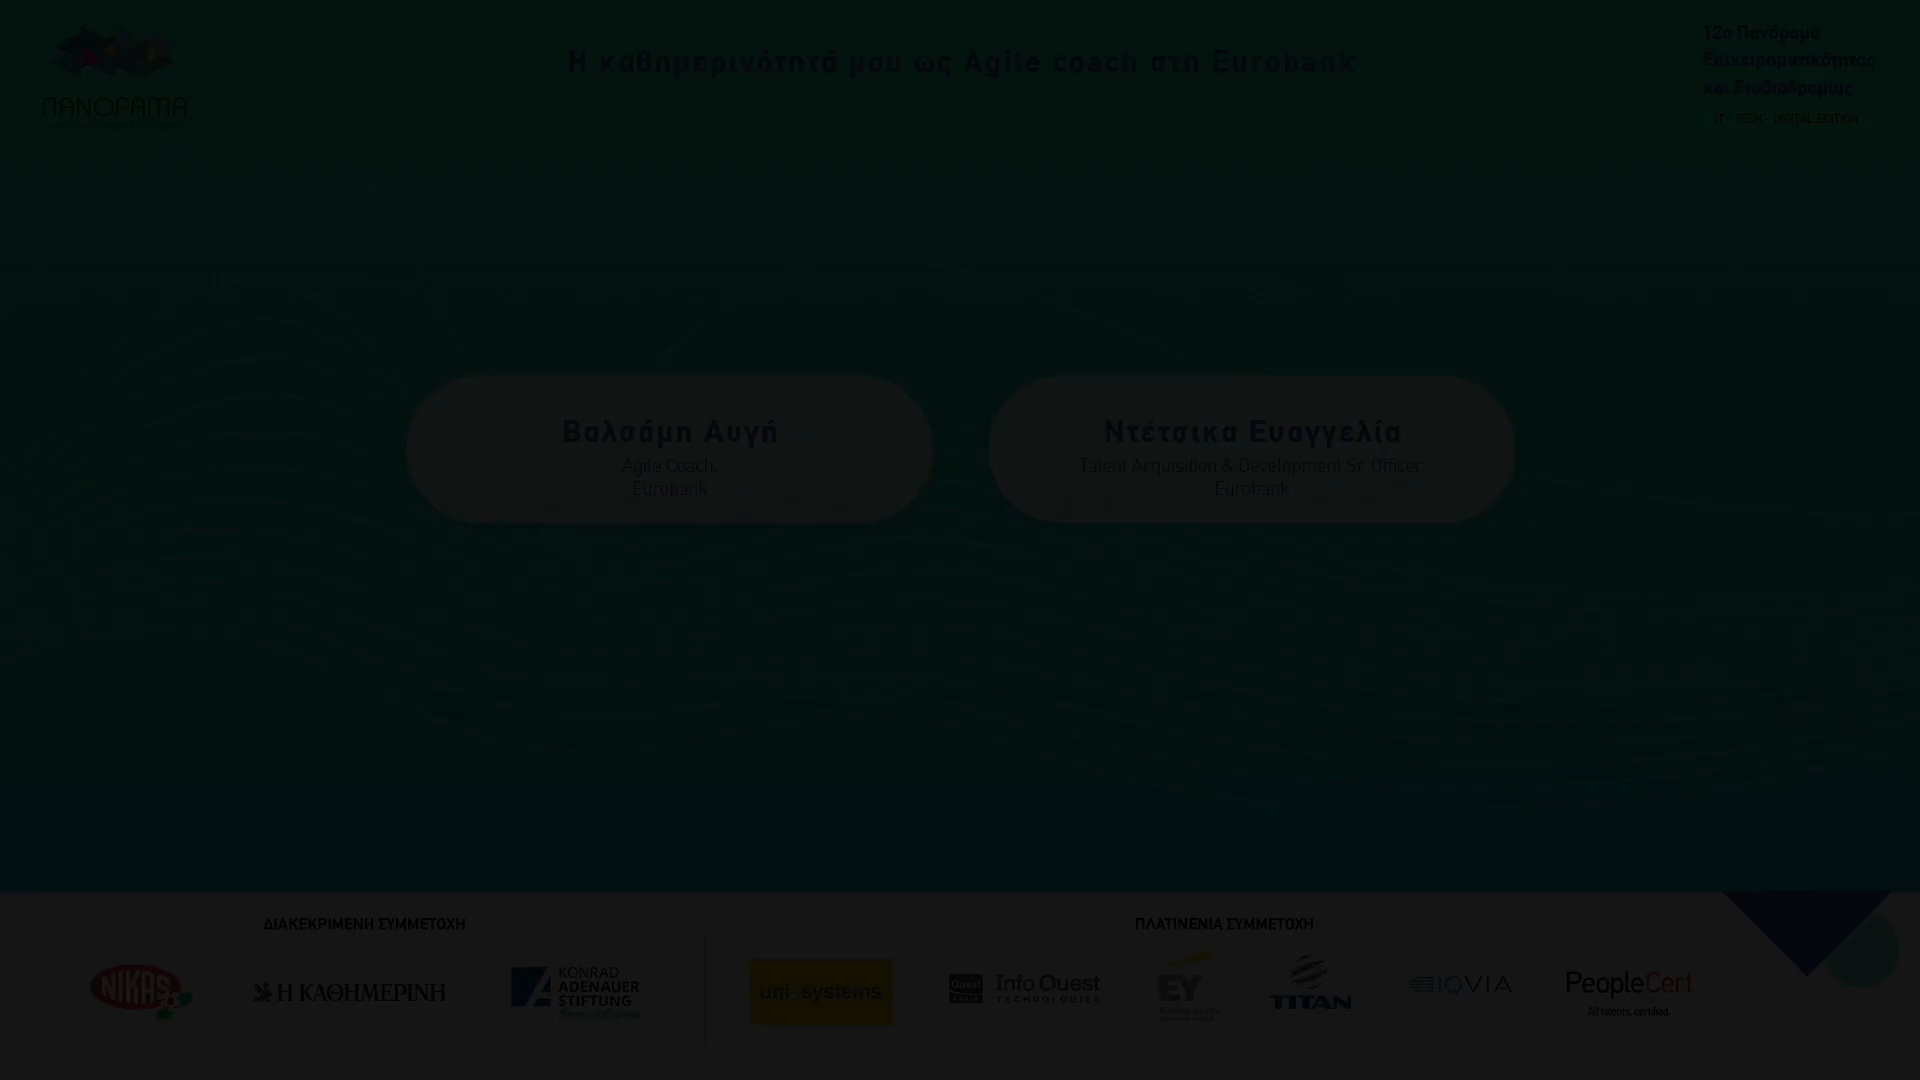 ΠΑΝΟΡΑΜΑ
Η καθημερινότητά μου ως Agile coach στη Eurobank
12ο Πανόραμα
Επιχειρηματικότητας
και Σταδιοδρομίας
IT - TECH - DIGITAL EDITION
Βαλσάμη Αυγή
Agile Coach,
Eurobank
Ντέτσικα Ευαγγελία
Talent Acquisition & Development Sr. Officer
Eurobank
ΔΙΑΚΕΚΡΙΜΕΝΗ ΣΥΜΜΕΤΟΧΗ
NIKAS
Η ΚΑΘΗΜΕΡΙΝΗ
KONRAD
ADENAUER
STIFTUNG
ΠΛΑΤΙΝΕΝΙΑ ΣΥΜΜΕΤΟΧΗ
uni.systems
Quest
Info Quest
TECHNOLOGIES
EY
TITAN
IQVIA
PeopleCert
All talents, certified.